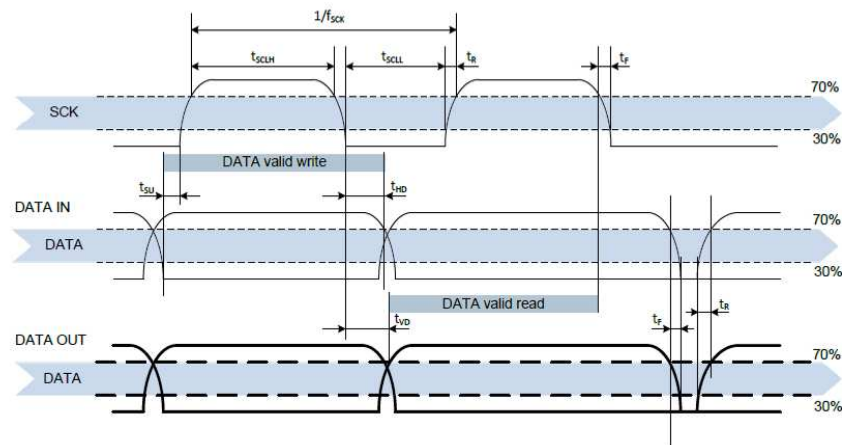 1/fSCK
tSCLH
tSCLL
tR
tF
70%
SCK
30%
DATA valid write
tSU
tHD
DATA IN
70%
DATA
30%
DATA valid read
tVD
tF
tR
DATA OUT
70%
DATA
30%